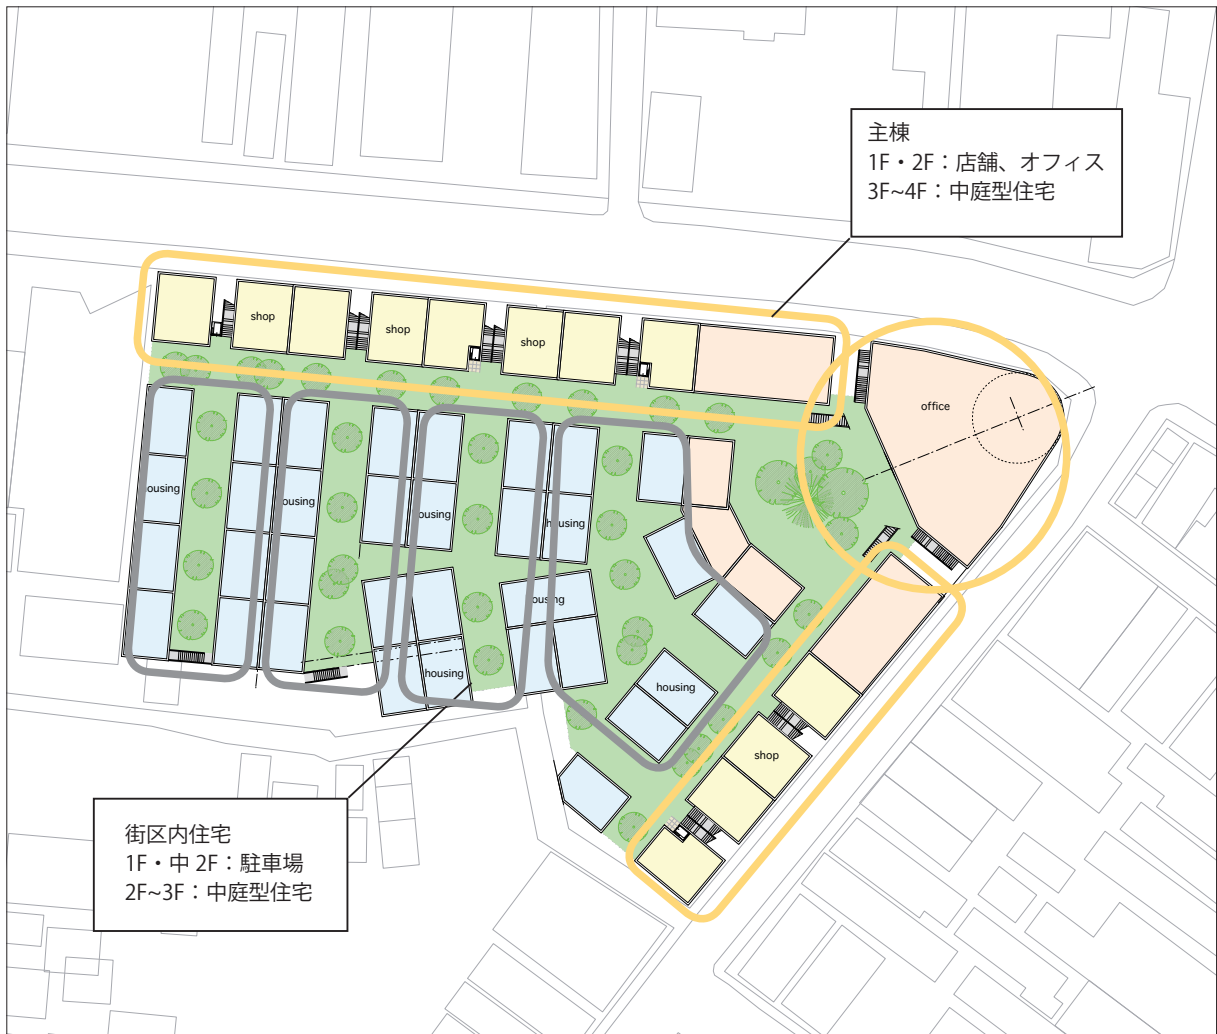 主棟
1F・2F：店舗、オフィス
3F~4F：中庭型住宅
shop
shop
shop
office
housing
housing
housing
housing
housing
housing
housing
shop
街区内住宅
1F・中 2F：駐車場
2F~3F：中庭型住宅